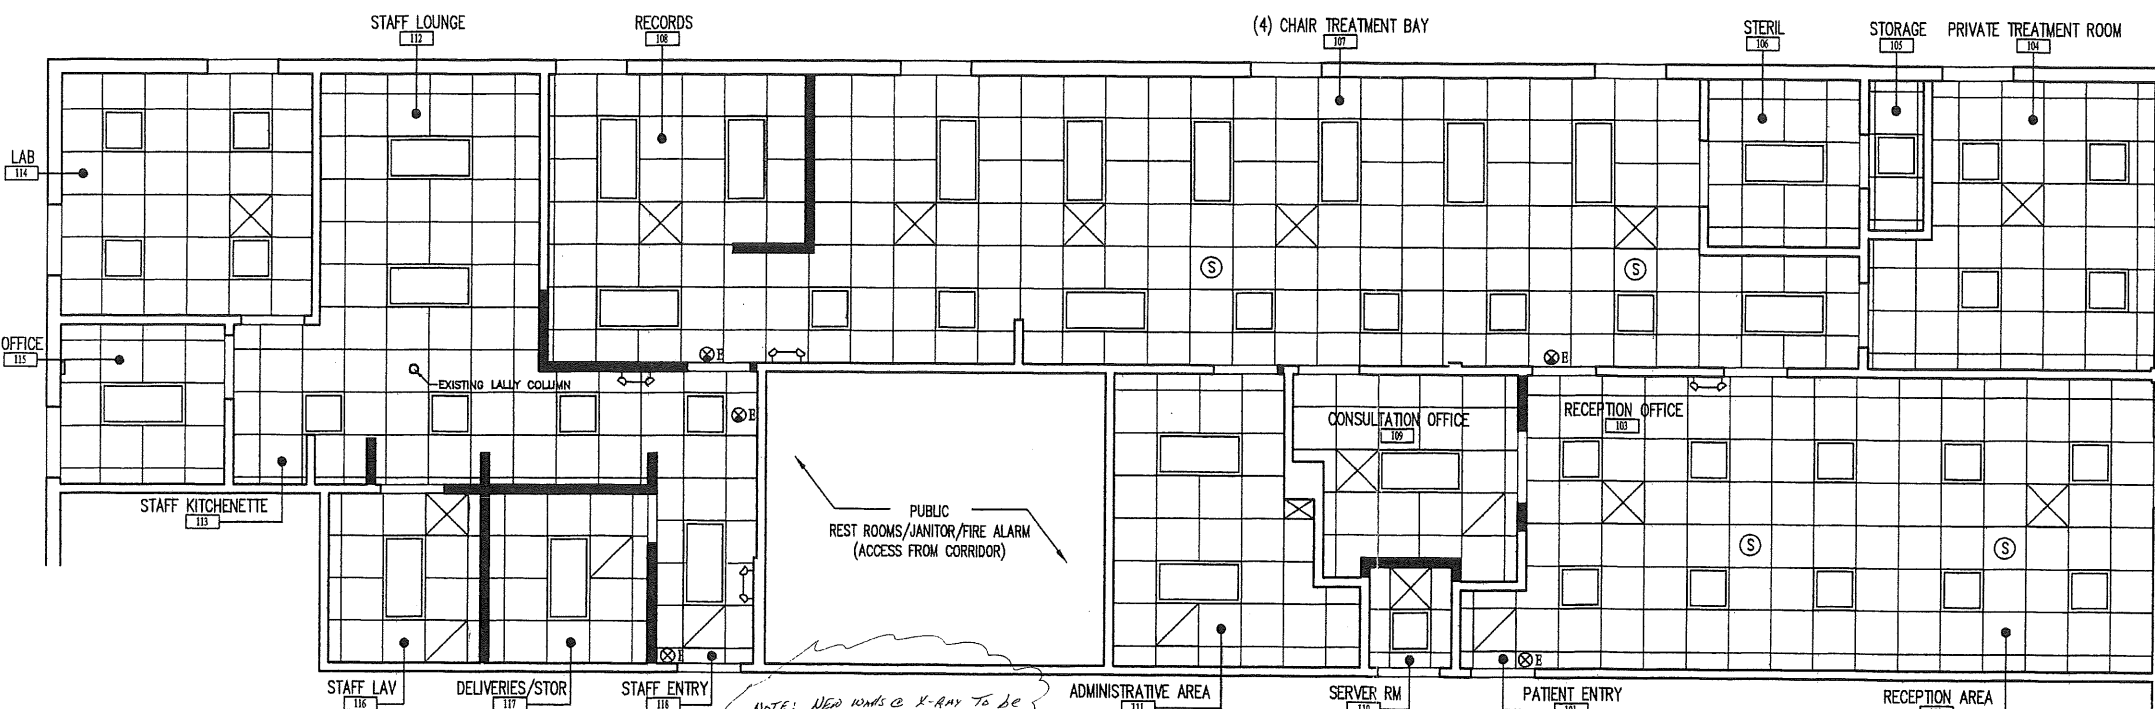 STAFF LOUNGE
112
RECORDS
108
(4) CHAIR TREATMENT BAY
107
STERIL
106
STORAGE
105
PRIVATE TREATMENT ROOM
104
LAB
114
S
S
OFFICE
115
E
E
EXISTING LALLY COLUMN
E
CONSULTATION OFFICE
109
RECEPTION OFFICE
103
STAFF KITCHENETTE
113
PUBLIC
REST ROOMS/JANITOR/FIRE ALARM
(ACCESS FROM CORRIDOR)
S
S
E
E
STAFF LAV
116
DELIVERIES/STOR
117
STAFF ENTRY
118
NOTE: NEW WALLS @ X-RAY TO BE
ADMINISTRATIVE AREA
111
SERVER RM
110
PATIENT ENTRY
101
RECEPTION AREA